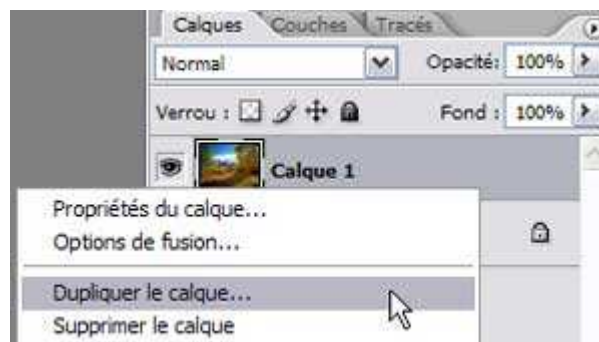 Calques Couches Tracés
Normal Opacité: 100%
Verrou : Fond : 100%
Calque 1
Propriétés du calque...
Options de fusion...
Dupliquer le calque...
Supprimer le calque